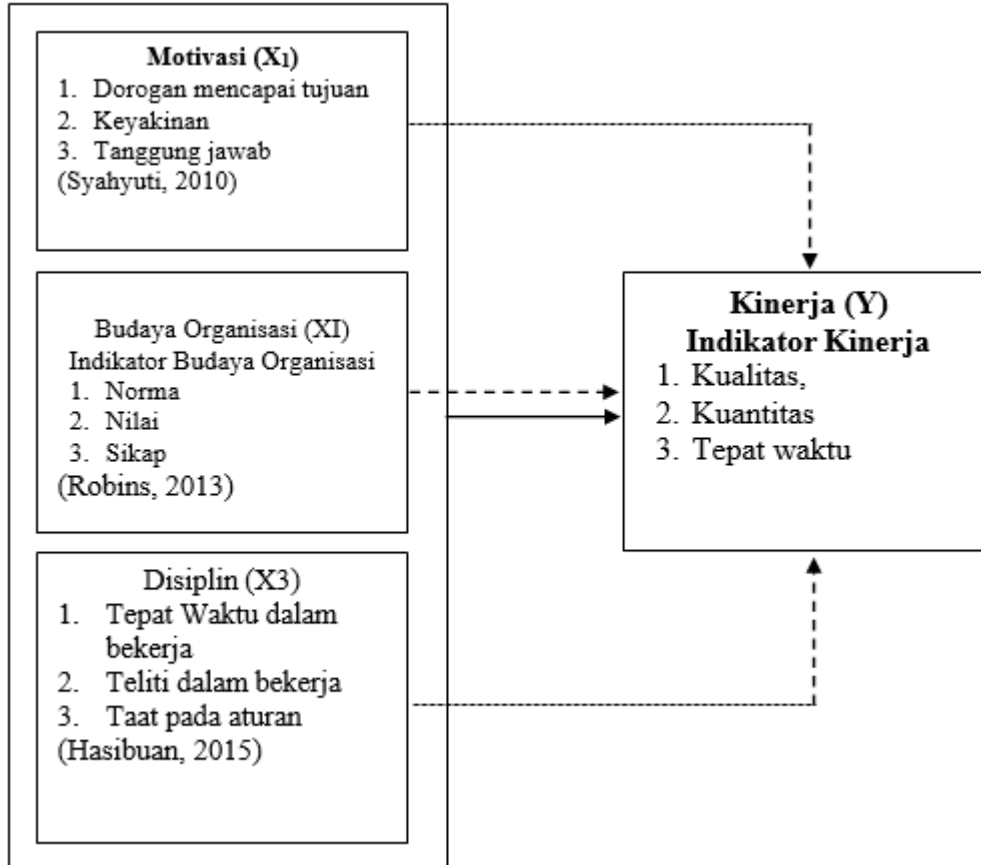 Motivasi (X1)
1. Dorogan mencapai tujuan
2. Keyakinan
3. Tanggung jawab
(Syahyuti, 2010)
Budaya Organisasi (XI)
Indikator Budaya Organisasi
1. Norma
2. Nilai
3. Sikap
(Robins, 2013)
Disiplin (X3)
1. Tepat Waktu dalam
bekerja
2. Teliti dalam bekerja
3. Taat pada aturan
(Hasibuan, 2015)
Kinerja (Y)
Indikator Kinerja
1. Kualitas,
2. Kuantitas
3. Tepat waktu